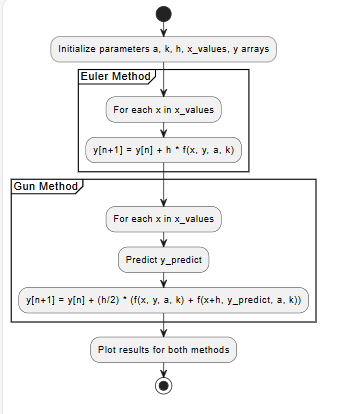 Initialize parameters a, k, h, x_values, y arrays
Euler Method
For each x in x_values
y[n+1] = y[n] + h * f(x, y, a, k)
Gun Method
For each x in x_values
Predict y_predict
y[n+1] = y[n] + (h/2) * (f(x, y, a, k) + f(x+h, y_predict, a, k))
Plot results for both methods